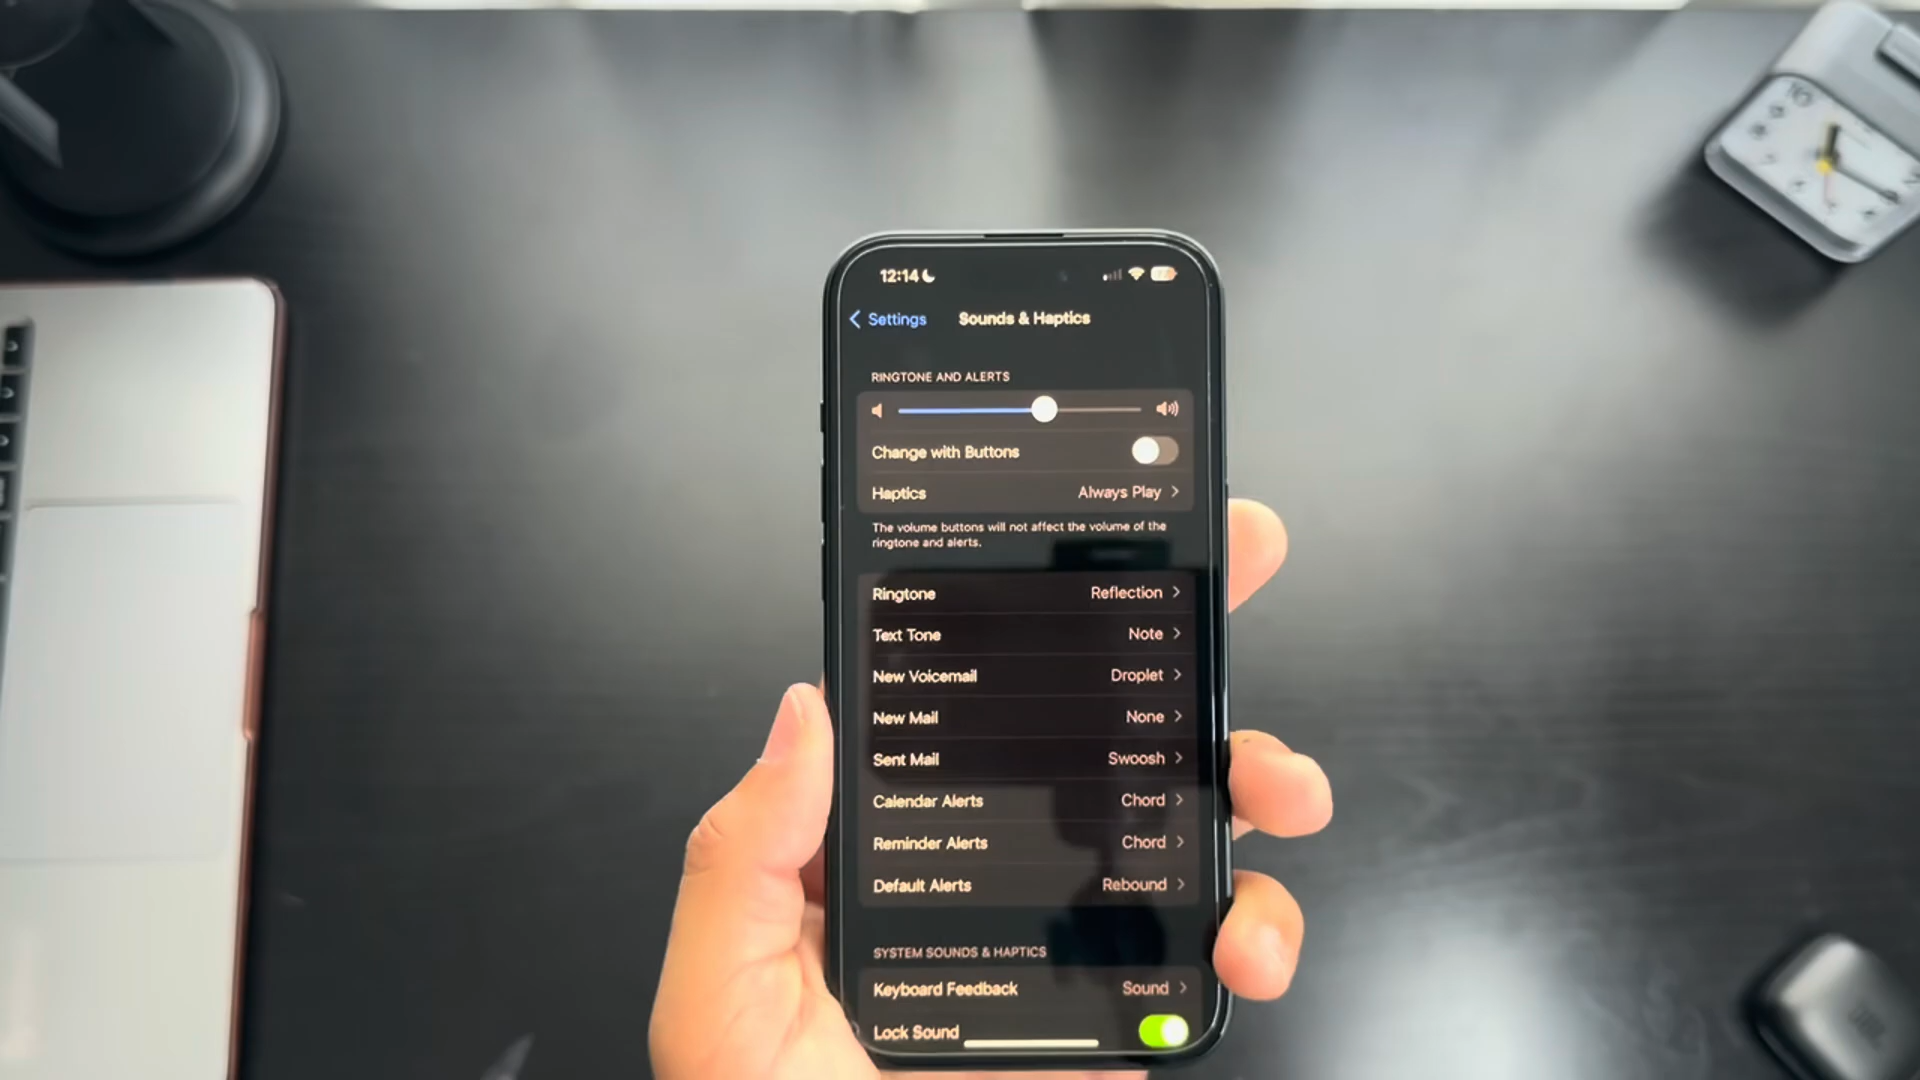 12:14
Settings
Sounds & Haptics
RINGTONE AND ALERTS
Change with Buttons
Haptics Always Play
The volume buttons will not affect the volume of the
ringtone and alerts.
Ringtone Reflection
Text Tone Note
New Voicemail Droplet
New Mail None
Sent Mail Swoosh
Calendar Alerts Chord
Reminder Alerts Chord
Default Alerts Rebound
SYSTEM SOUNDS & HAPTICS
Keyboard Feedback Sound
Lock Sound